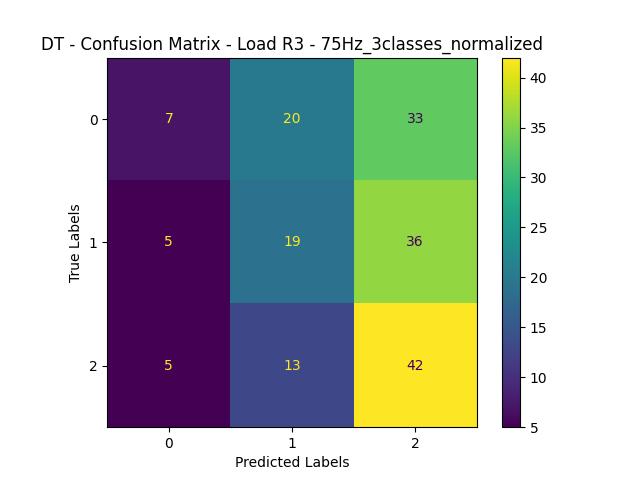 DT - Confusion Matrix - Load R3 - 75Hz_3classes_normalized
True Labels
0
7 20 33
1
5 19 36
2
5 13 42
0 1 2
Predicted Labels
40
35
30
25
20
15
10
5